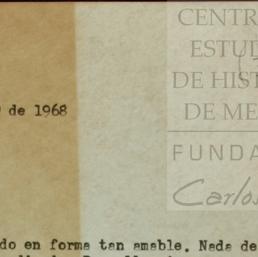 CENTR
ESTUD
DE HIST
DE ME
FUNDA
Carlos
de 1968
do en forma tan amable. Nada de